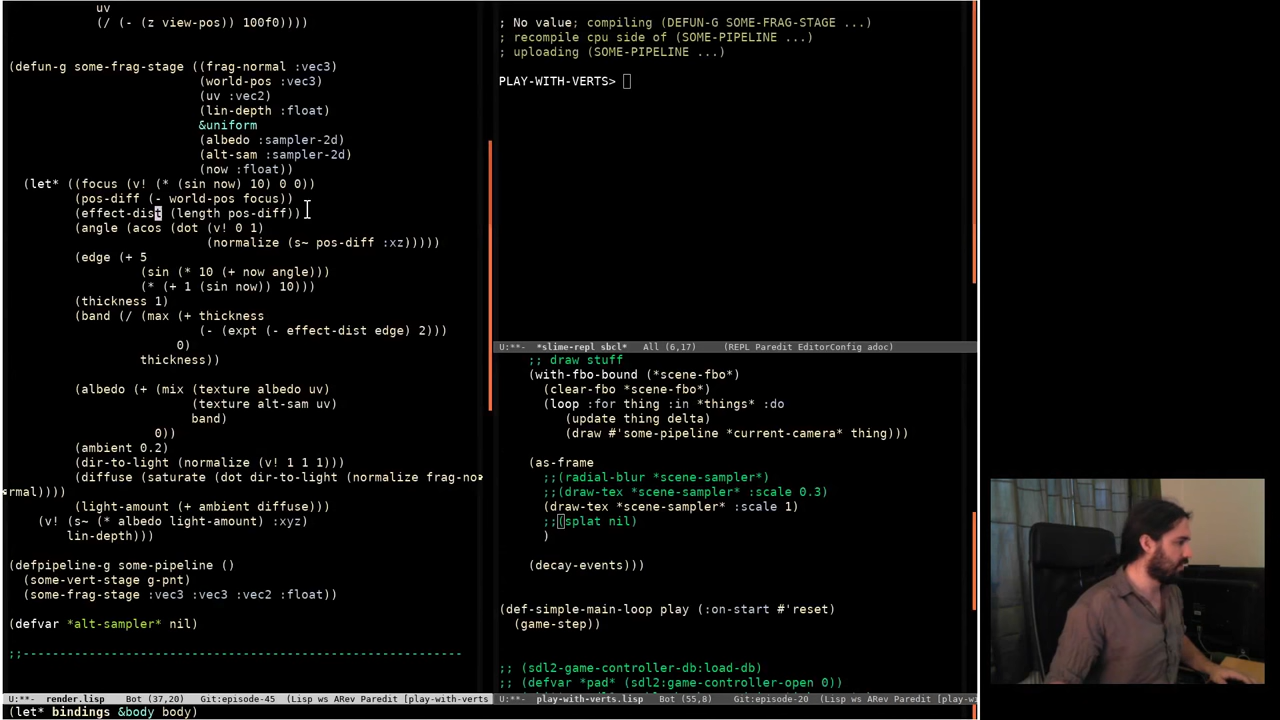 uv
(/ (- (z view-pos)) 100f0))))
(defun-g some-frag-stage ((frag-normal :vec3)
(world-pos :vec3)
(uv :vec2)
(lin-depth :float)
&uniform
(albedo :sampler-2d)
(alt-sam :sampler-2d)
(now :float))
(let* ((focus (v! (* (sin now) 10) 0 0))
(pos-diff (- world-pos focus))
(effect-dist (length pos-diff))
(angle (acos (dot (v! 0 1)
(normalize (s~ pos-diff :xz)))))
(edge (+ 5
(sin (* 10 (+ now angle)))
(* (+ 1 (sin now)) 10)))
(thickness 1)
(band (/ (max (+ thickness
(- (expt (- effect-dist edge) 2)))
0)
thickness))
(albedo (+ (mix (texture albedo uv)
(texture alt-sam uv)
band)
0))
(ambient 0.2)
(dir-to-light (normalize (v! 1 1 1)))
(diffuse (saturate (dot dir-to-light (normalize frag-no
rmal))))
(light-amount (+ ambient diffuse)))
(v! (s~ (* albedo light-amount) :xyz)
lin-depth)))
(defpipeline-g some-pipeline ()
(some-vert-stage g-pnt)
(some-frag-stage :vec3 :vec3 :vec2 :float))
(defvar *alt-sampler* nil)
;;------------------------------------------------------------
U:**-  render.lisp    Bot (37,20)    Git:episode-45  (Lisp ws ARev Paredit [play-with-verts
(let* bindings &body body)
; No value; compiling (DEFUN-G SOME-FRAG-STAGE ...)
; recompile cpu side of (SOME-PIPELINE ...)
; uploading (SOME-PIPELINE ...)
PLAY-WITH-VERTS>
U:**-  *slime-repl sbcl*   All (6,17)     (REPL Paredit EditorConfig adoc)
;; draw stuff
(with-fbo-bound (*scene-fbo*)
(clear-fbo *scene-fbo*)
(loop :for thing :in *things* :do
(update thing delta)
(draw #'some-pipeline *current-camera* thing)))
(as-frame
;;(radial-blur *scene-sampler*)
;;(draw-tex *scene-sampler* :scale 0.3)
(draw-tex *scene-sampler* :scale 1)
;;(splat nil)
)
(decay-events)))
(def-simple-main-loop play (:on-start #'reset)
(game-step))
;; (sdl2-game-controller-db:load-db)
;; (defvar *pad* (sdl2:game-controller-open 0))
U:**-  play-with-verts.lisp   Bot (55,8)     Git:episode-20  (Lisp ws ARev Paredit [play-with-v